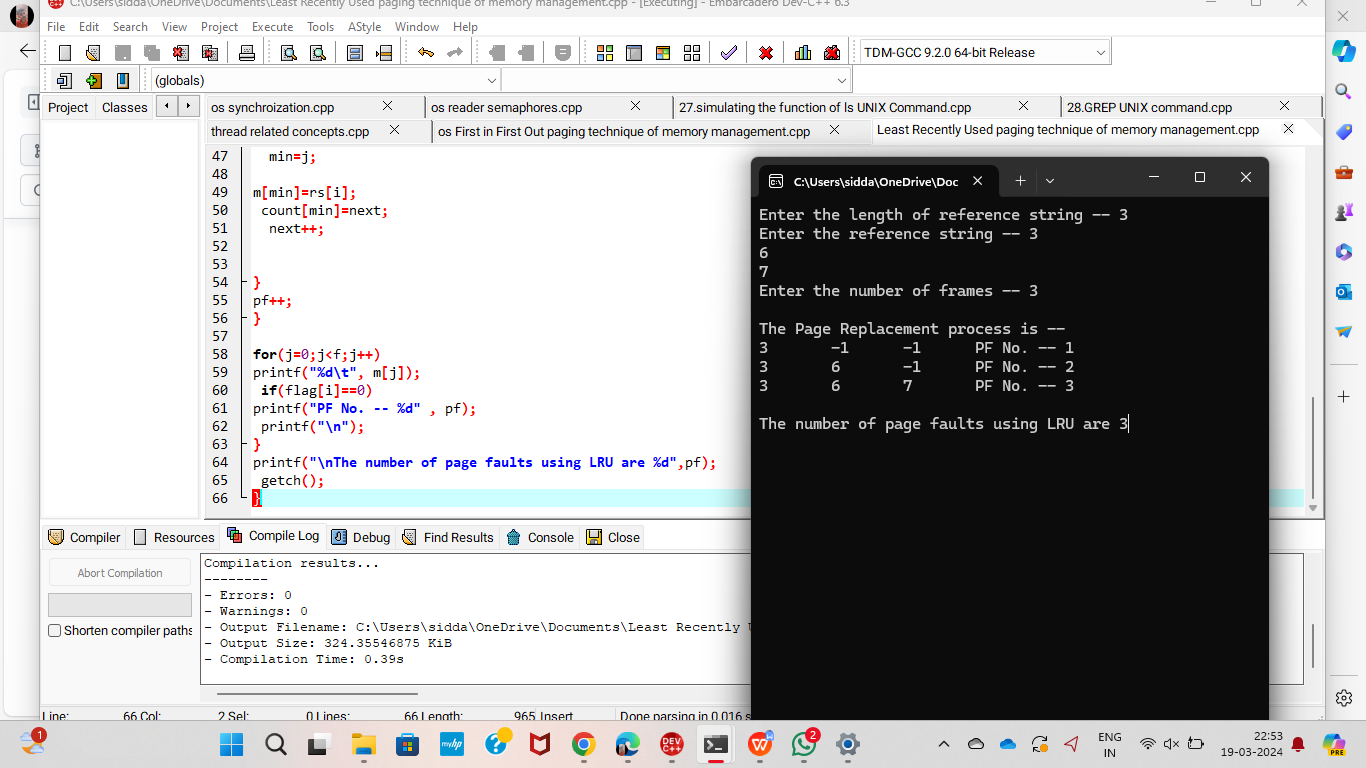 C:\Users\sidda\OneDrive\Documents\Least Recently Used paging technique of memory management.cpp - [Executing] - Embarcadero Dev-C++ 6.3
File Edit Search View Project Execute Tools AStyle Window Help
TDM-GCC 9.2.0 64-bit Release
(globals)
Project Classes
os synchroization.cpp os reader semaphores.cpp 27.simulating the function of ls UNIX Command.cpp 28.GREP UNIX command.cpp
thread related concepts.cpp os First in First Out paging technique of memory management.cpp Least Recently Used paging technique of memory management.cpp
47 min=j;
48
49 m[min]=rs[i];
50 count[min]=next;
51 next++;
52
53
54 }
55 pf++;
56 }
57
58 for(j=0;j<f;j++)
59 printf("%d\t", m[j]);
60 if(flag[i]==0)
61 printf("PF No. -- %d" , pf);
62 printf("\n");
63 }
64 printf("\nThe number of page faults using LRU are %d",pf);
65 getch();
66 }
C:\Users\sidda\OneDrive\Doc
Enter the length of reference string -- 3
Enter the reference string -- 3
6
7
Enter the number of frames -- 3
The Page Replacement process is --
3 -1 -1 PF No. -- 1
3 6 -1 PF No. -- 2
3 6 7 PF No. -- 3
The number of page faults using LRU are 3
Compiler Resources Compile Log Debug Find Results Console Close
Abort Compilation
Shorten compiler paths
Compilation results...
--------
- Errors: 0
- Warnings: 0
- Output Filename: C:\Users\sidda\OneDrive\Documents\Least Recently U
- Output Size: 324.35546875 KiB
- Compilation Time: 0.39s
Line: 66 Col: 2 Sel: 0 Lines: 66 Length: 965 Insert Done parsing in 0.016 s
1
myhp
DEV C++
2
ENG
IN
22:53
19-03-2024
PRE